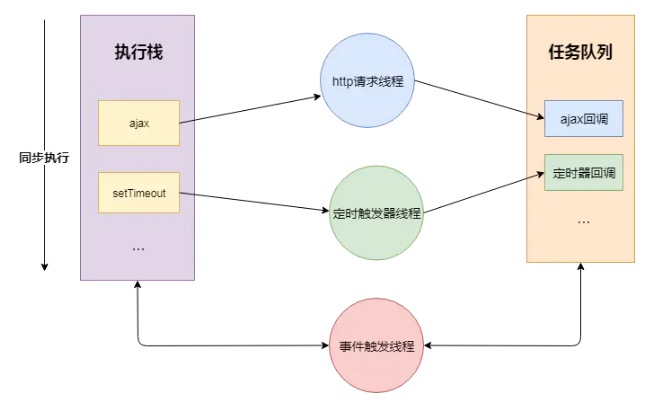 执行栈
任务队列
http请求线程
ajax
ajax回调
同步执行
定时器回调
setTimeout
定时触发器线程
...
...
事件触发线程